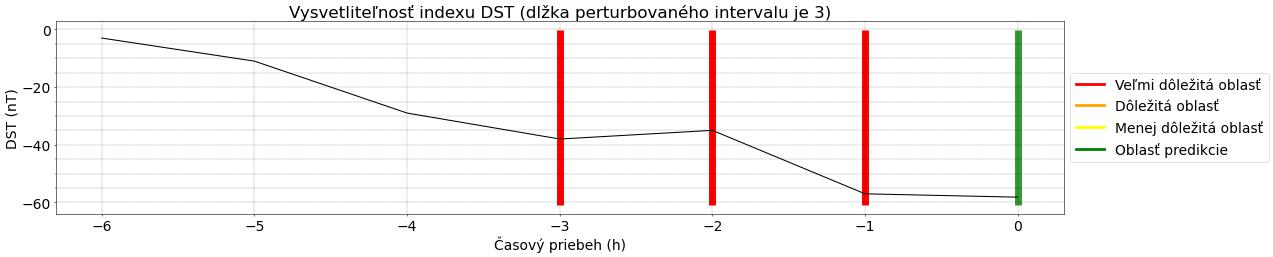 Vysvetliteľnosť indexu DST (dĺžka perturbovaného intervalu je 3)
DST (nT)
0
−20
−40
−60
−6
−5
−4
−3
−2
−1
0
Časový priebeh (h)
Veľmi dôležitá oblasť
Dôležitá oblasť
Menej dôležitá oblasť
Oblasť predikcie